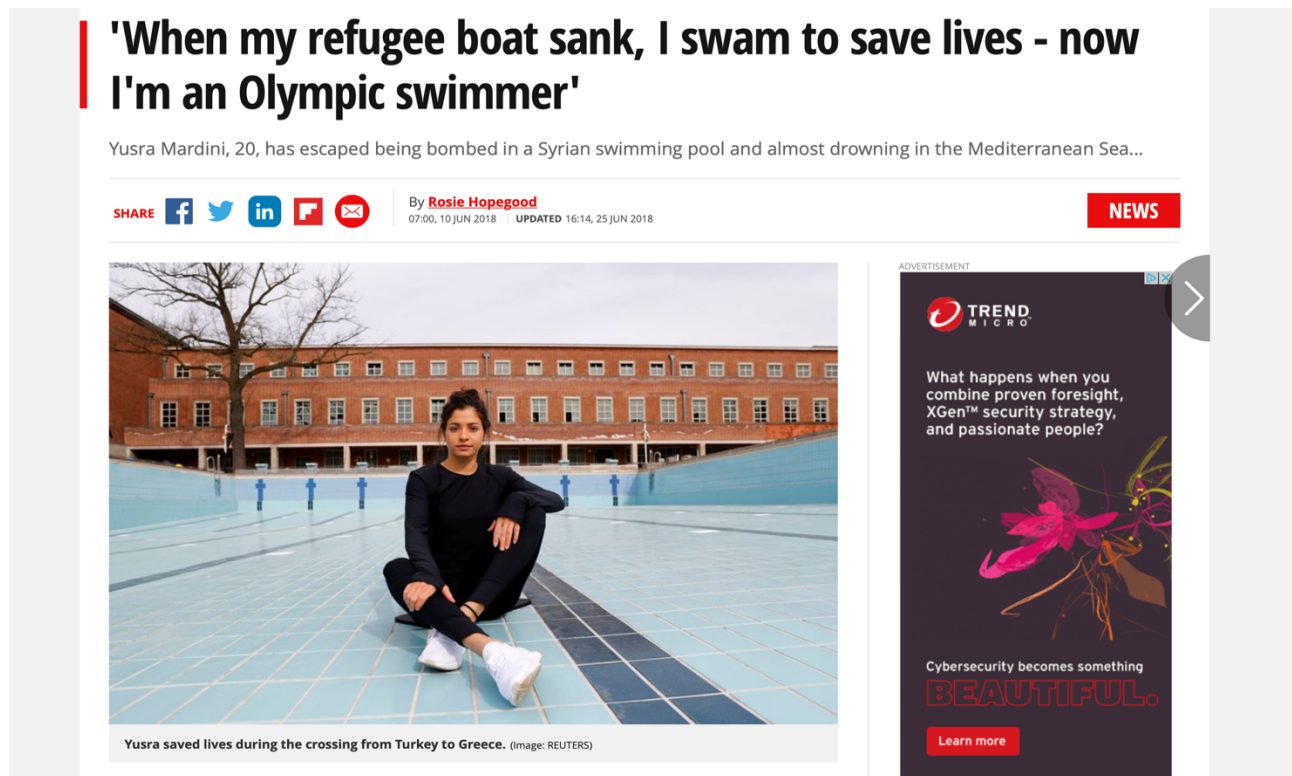 'When my refugee boat sank, I swam to save lives - now
I'm an Olympic swimmer'
Yusra Mardini, 20, has escaped being bombed in a Syrian swimming pool and almost drowning in the Mediterranean Sea...
SHARE
By Rosie Hopegood
07:00, 10 JUN 2018 | UPDATED 16:14, 25 JUN 2018
NEWS
Yusra saved lives during the crossing from Turkey to Greece. (Image: REUTERS)
ADVERTISEMENT
TREND
MICRO™
What happens when you
combine proven foresight,
XGen™ security strategy,
and passionate people?
Cybersecurity becomes something
BEAUTIFUL.
Learn more